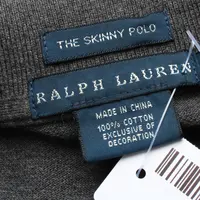 THE SKINNY POLO
RALPH LAUREN
MADE IN CHINA
100% COTTON
EXCLUSIVE OF
DECORATION